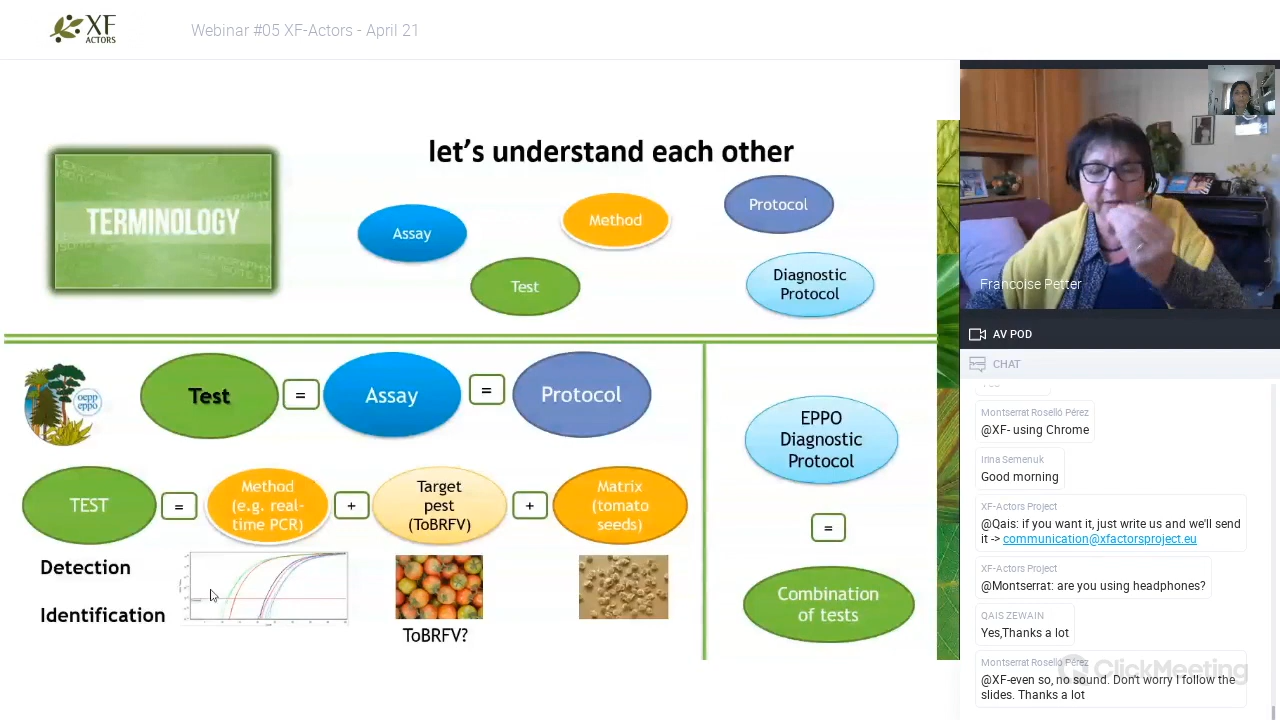 XF
ACTORS
Webinar #05 XF-Actors - April 21
let's understand each other
TERMINOLOGY
Assay
Method
Protocol
Test
Diagnostic
Protocol
oepp
eppo
Test
=
Assay
=
Protocol
TEST
=
Method
(e.g. real-
time PCR)
+
Target
pest
(ToBRFV)
+
Matrix
(tomato
seeds)
Detection
Identification
ToBRFV?
EPPO
Diagnostic
Protocol
=
Combination
of tests
Francoise Petter
AV POD
CHAT
Montserrat Roselló Pérez
@XF- using Chrome
Irina Semenuk
Good morning
XF-Actors Project
@Qais: if you want it, just write us and we'll send
it -> communication@xfactorsproject.eu
XF-Actors Project
@Montserrat: are you using headphones?
QAIS ZEWAIN
Yes,Thanks a lot
Montserrat Roselló Pérez
@XF-even so, no sound. Don't worry I follow the
slides. Thanks a lot
ClickMeeting